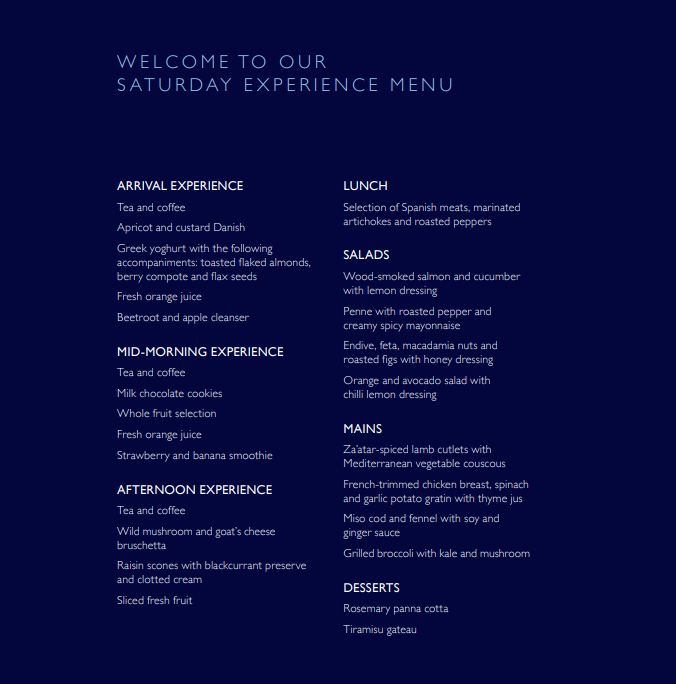 WELCOME TO OUR
SATURDAY EXPERIENCE MENU
ARRIVAL EXPERIENCE
Tea and coffee
Apricot and custard Danish
Greek yoghurt with the following
accompaniments: toasted flaked almonds,
berry compote and flax seeds
Fresh orange juice
Beetroot and apple cleanser
MID-MORNING EXPERIENCE
Tea and coffee
Milk chocolate cookies
Whole fruit selection
Fresh orange juice
Strawberry and banana smoothie
AFTERNOON EXPERIENCE
Tea and coffee
Wild mushroom and goat's cheese
bruschetta
Raisin scones with blackcurrant preserve
and clotted cream
Sliced fresh fruit
LUNCH
Selection of Spanish meats, marinated
artichokes and roasted peppers
SALADS
Wood-smoked salmon and cucumber
with lemon dressing
Penne with roasted pepper and
creamy spicy mayonnaise
Endive, feta, macadamia nuts and
roasted figs with honey dressing
Orange and avocado salad with
chilli lemon dressing
MAINS
Za'atar-spiced lamb cutlets with
Mediterranean vegetable couscous
French-trimmed chicken breast, spinach
and garlic potato gratin with thyme jus
Miso cod and fennel with soy and
ginger sauce
Grilled broccoli with kale and mushroom
DESSERTS
Rosemary panna cotta
Tiramisu gateau